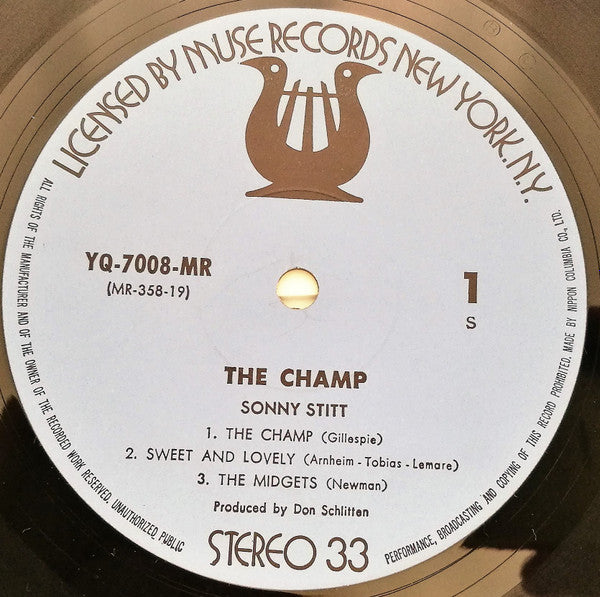 LICENSED BY MUSE RECORDS NEW YORK. N.Y.
YQ-7008-MR
(MR-358-19)
1
S
THE CHAMP
SONNY STITT
1. THE CHAMP (Gillespie)
2. SWEET AND LOVELY (Arnheim-Tobias-Lemare)
3. THE MIDGETS (Newman)
Produced by Don Schlitten
STEREO 33
ALL RIGHTS OF THE MANUFACTURER AND OF THE OWNER OF THE RECORDED WORK RESERVED. UNAUTHORIZED PUBLIC
PERFORMANCE, BROADCASTING AND COPYING OF THIS RECORD PROHIBITED. MADE BY NIPPON COLUMBIA CO., LTD.